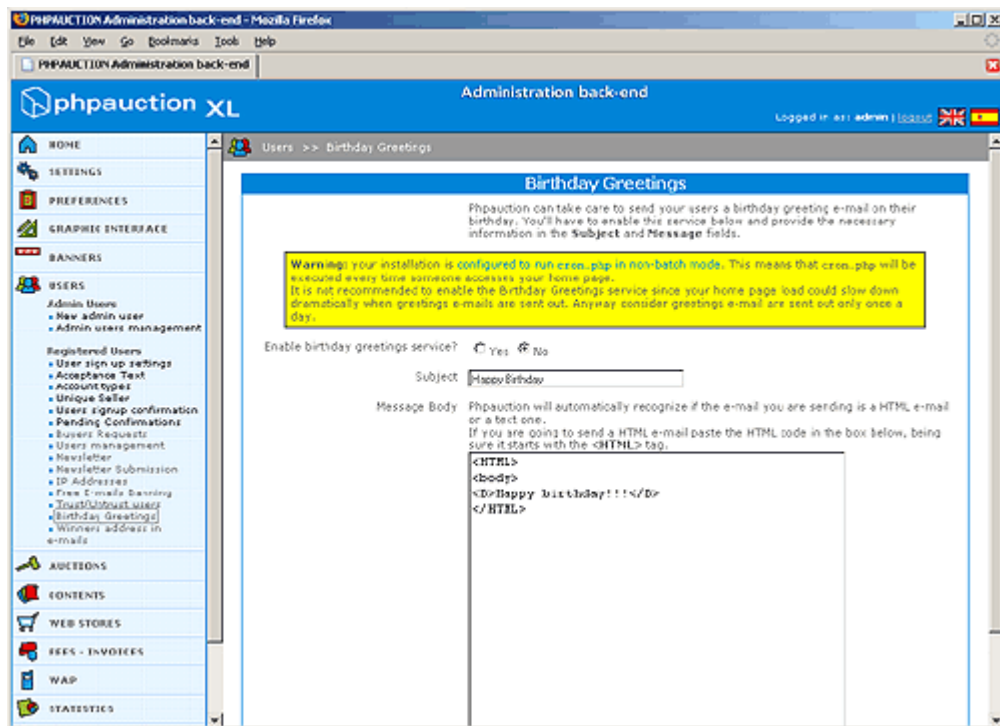 PHPAUCTION Administration back-end - Mozilla Firefox
File Edit View Go Bookmarks Tools Help
PHPAUCTION Administration back-end
phpauction XL
Administration back-end
Logged in as: admin | logout
HOME
SETTINGS
PREFERENCES
GRAPHIC INTERFACE
BANNERS
USERS
Admin Users
New admin user
Admin users management
Registered Users
User sign up settings
Acceptance Text
Account types
Unique Seller
Users signup confirmation
Pending Confirmations
Buyers Requests
Users management
Newsletter
Newsletter Submission
IP Addresses
Free E-mails Banning
Trust/Untrust users
Birthday Greetings
Winners address in
e-mails
AUCTIONS
CONTENTS
WEB STORES
FEES - INVOICES
WAP
STATISTICS
Users >> Birthday Greetings
Birthday Greetings
Phpauction can take care to send your users a birthday greeting e-mail on their
birthday. You'll have to enable this service below and provide the necessary
information in the Subject and Message fields.
Warning: your installation is configured to run cron.php in non-batch mode. This means that cron.php will be
executed every time someone accesses your home page.
It is not recommended to enable the Birthday Greetings service since your home page load could slow down
dramatically when greetings e-mails are sent out. Anyway consider greetings e-mail are sent out only once a
day.
Enable birthday greetings service? Yes No
Subject Happy Birthday
Message Body Phpauction will automatically recognize if the e-mail you are sending is a HTML e-mail
or a text one.
If you are going to send a HTML e-mail paste the HTML code in the box below, being
sure it starts with the <HTML> tag.
<HTML>
<body>
<D>Happy birthday!!!</D>
</HTML>